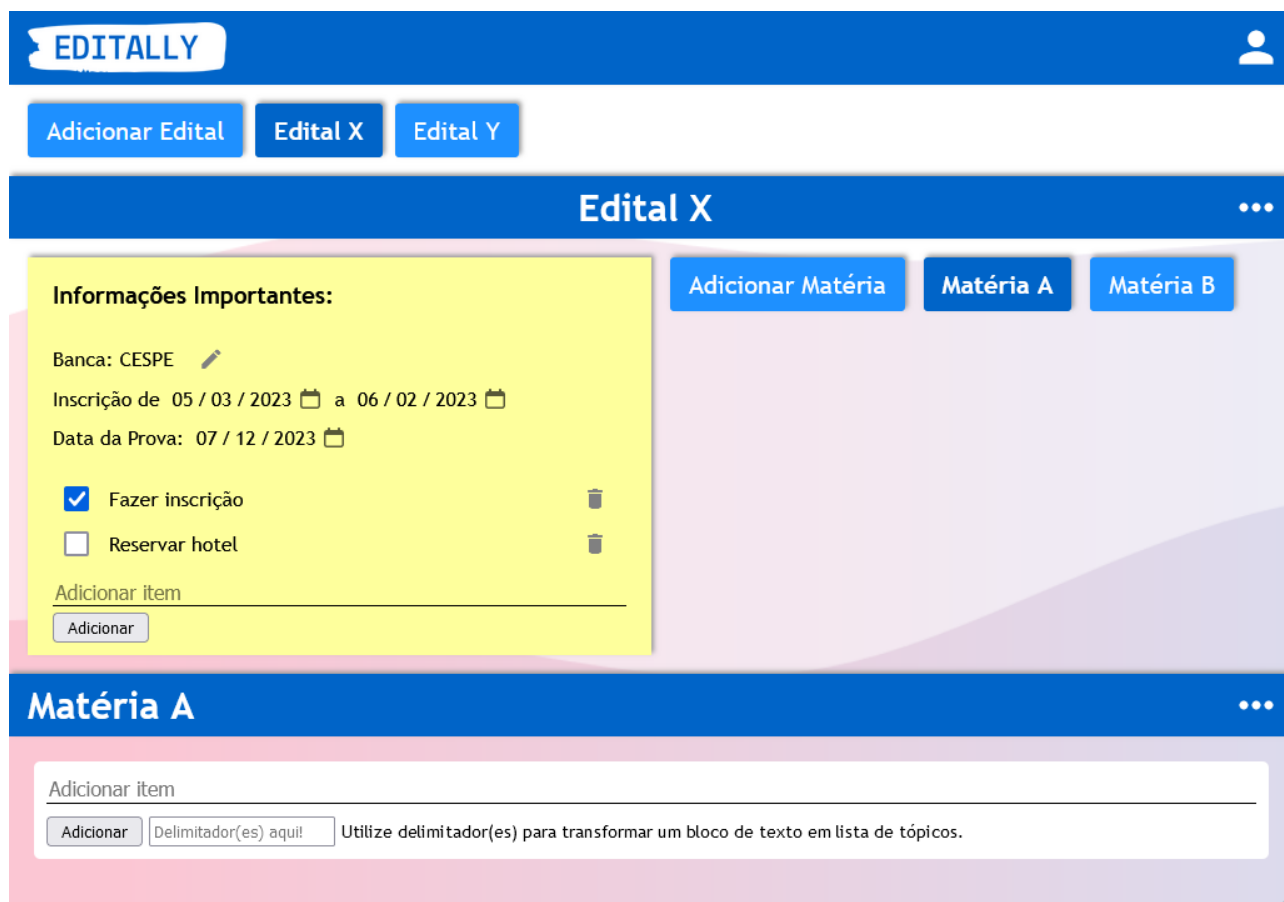 EDITALLY
Adicionar Edital Edital X Edital Y
Edital X
Informações Importantes:
Banca: CESPE
Inscrição de 05 / 03 / 2023 a 06 / 02 / 2023
Data da Prova: 07 / 12 / 2023
Fazer inscrição
Reservar hotel
Adicionar item
Adicionar
Adicionar Matéria Matéria A Matéria B
Matéria A
Adicionar item
Adicionar Delimitador(es) aqui! Utilize delimitador(es) para transformar um bloco de texto em lista de tópicos.